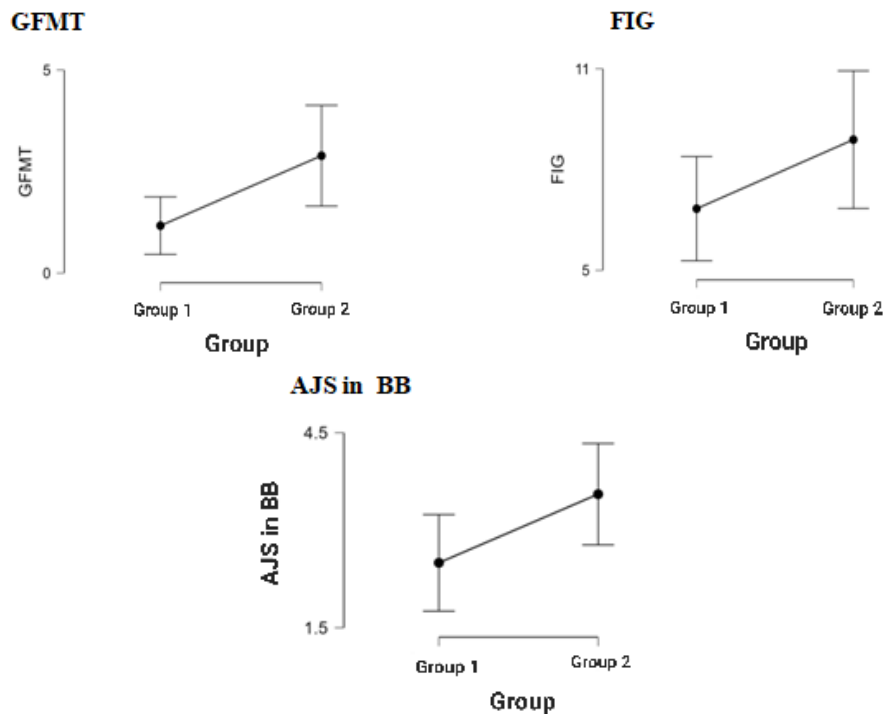 GFMT
5
GFMT
0
Group 1
Group 2
Group
FIG
11
FIG
5
Group 1
Group 2
Group
AJS in BB
4.5
AJS in BB
1.5
Group 1
Group 2
Group